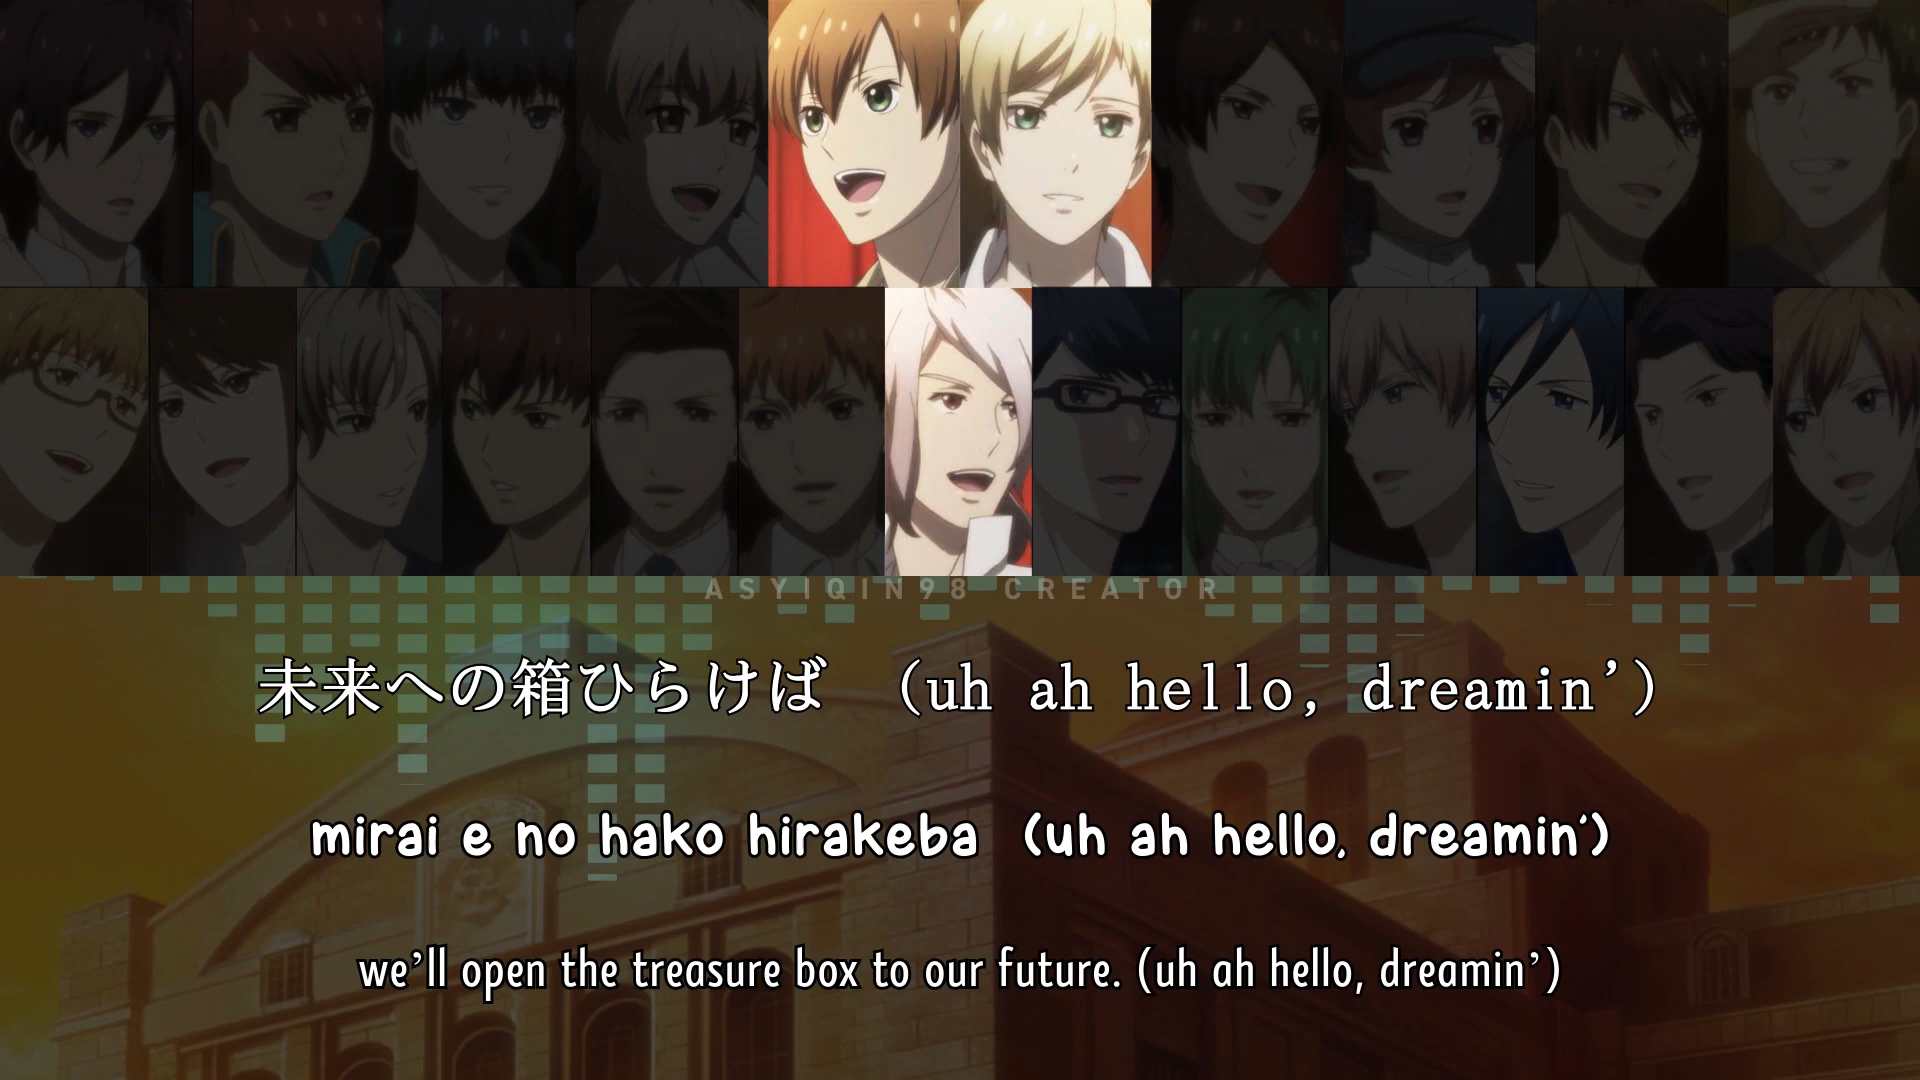 ASYIQIN98 CREATOR
未来への箱ひらけば （uh ah hello, dreamin’）
mirai e no hako hirakeba (uh ah hello, dreamin')
we’ll open the treasure box to our future. (uh ah hello, dreamin’)